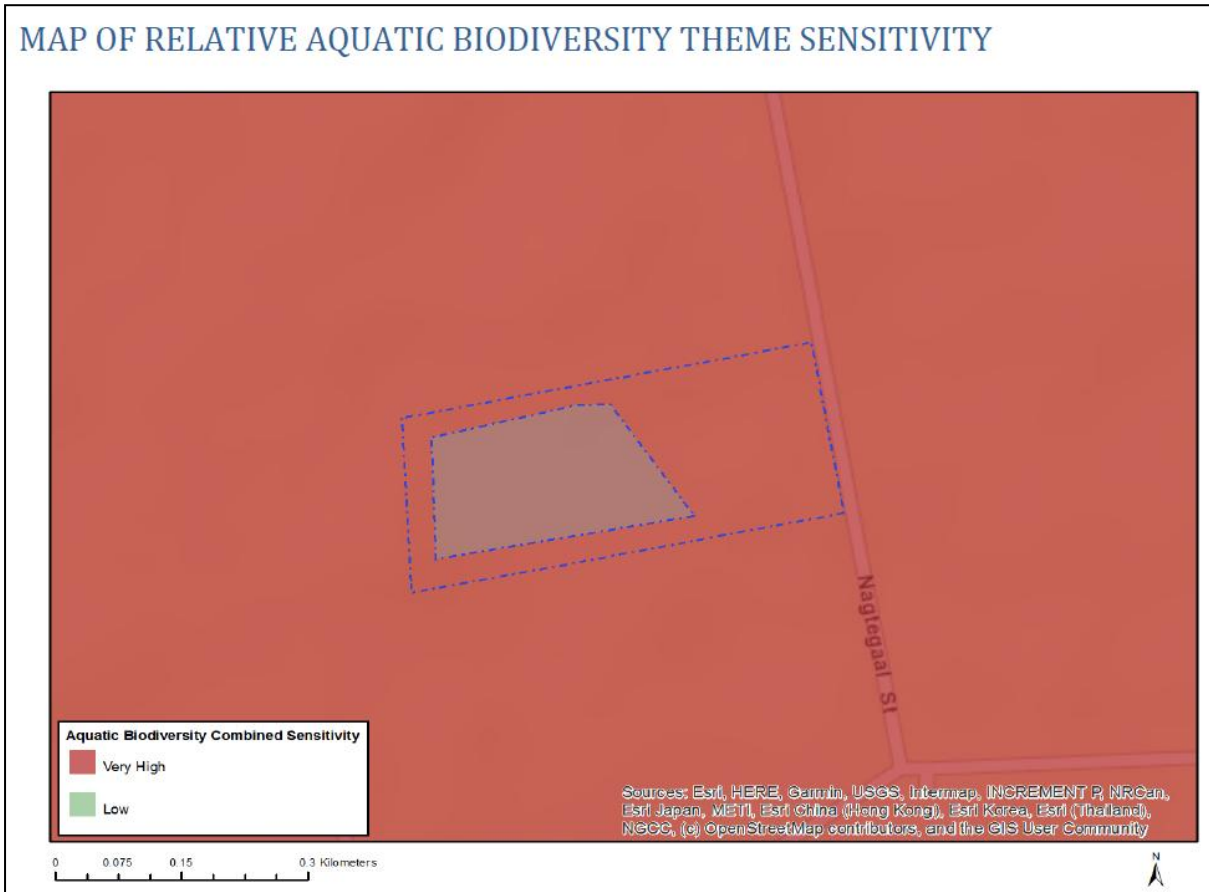 MAP OF RELATIVE AQUATIC BIODIVERSITY THEME SENSITIVITY
Nagtegaal St
Aquatic Biodiversity Combined Sensitivity
Very High
Low
Sources: Esri, HERE, Garmin, USGS, Intermap, INCREMENT P, NRCan,
Esri Japan, METI, Esri China (Hong Kong), Esri Korea, Esri (Thailand),
NGCC, (c) OpenStreetMap contributors, and the GIS User Community
0 0.075 0.15 0.3 Kilometers
N